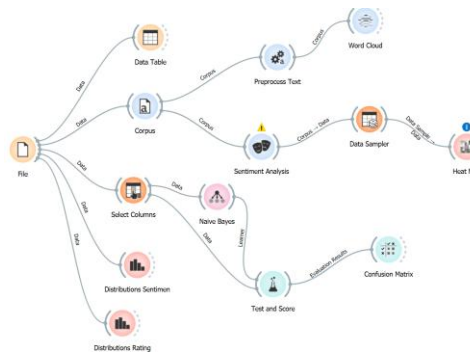 Word Cloud
Corpus
Data Table
Preprocess Text
Data
Corpus
Data
Corpus
Corpus
Corpus → Data
Data Sampler
Data Sample →
Data
File
Data
Sentiment Analysis
Heat M
Data
Select Columns
Naive Bayes
Data
Data
Learner
Data
Distributions Sentimen
Evaluation Results
Test and Score
Confusion Matrix
Distributions Rating